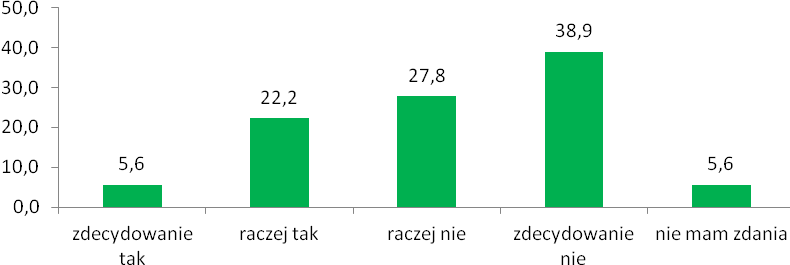 50,0
40,0
30,0
20,0
10,0
0,0
5,6
22,2
27,8
38,9
5,6
zdecydowanie
tak
raczej tak
raczej nie
zdecydowanie
nie
nie mam zdania